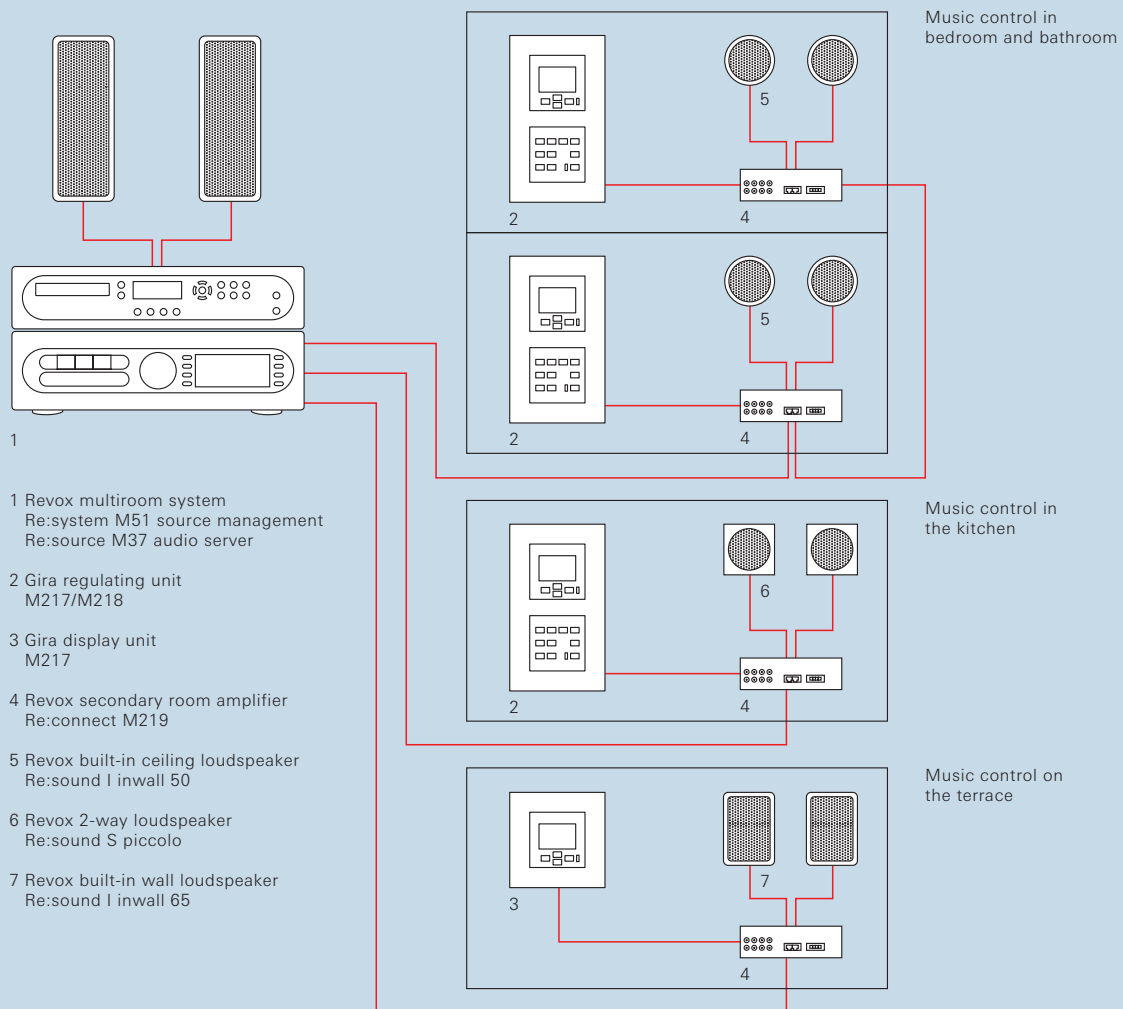 Music control in
bedroom and bathroom
5
2
4
5
2
4
1
1 Revox multiroom system
Re:system M51 source management
Re:source M37 audio server
2 Gira regulating unit
M217/M218
3 Gira display unit
M217
4 Revox secondary room amplifier
Re:connect M219
5 Revox built-in ceiling loudspeaker
Re:sound I inwall 50
6 Revox 2-way loudspeaker
Re:sound S piccolo
7 Revox built-in wall loudspeaker
Re:sound I inwall 65
Music control in
the kitchen
6
2
4
Music control on
the terrace
7
3
4